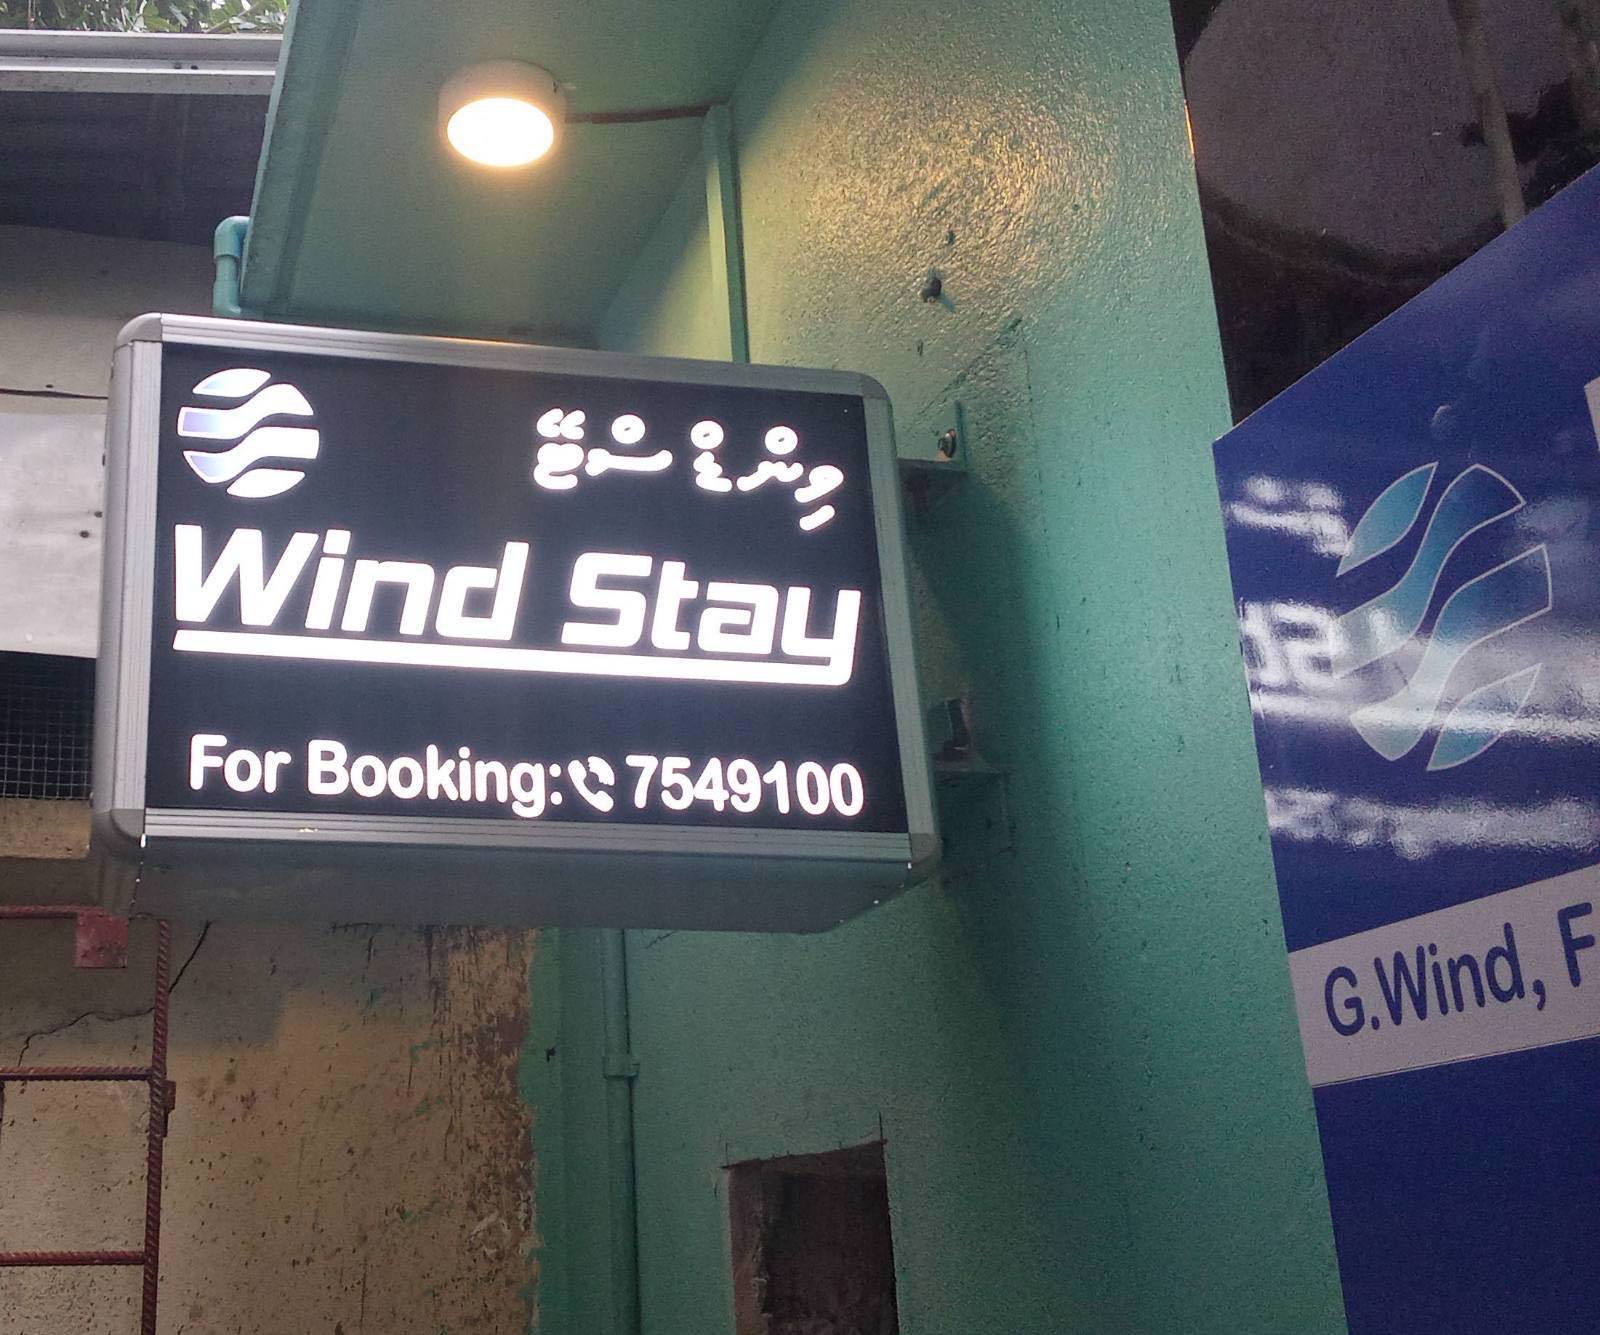 ވިންޑް ސްޓޭ
Wind Stay
For Booking: 7549100
G.Wind, F